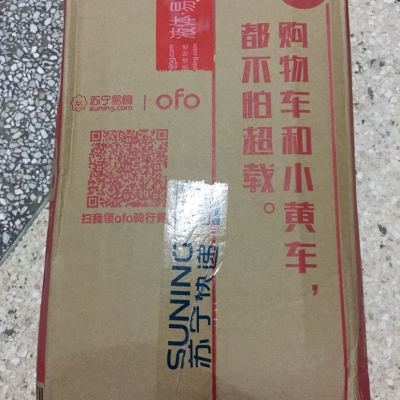 苏宁易购
suning.com
ofo
扫我领ofo骑行券
购物车和小黄车，
都不怕超载。
SUNING
苏宁快递